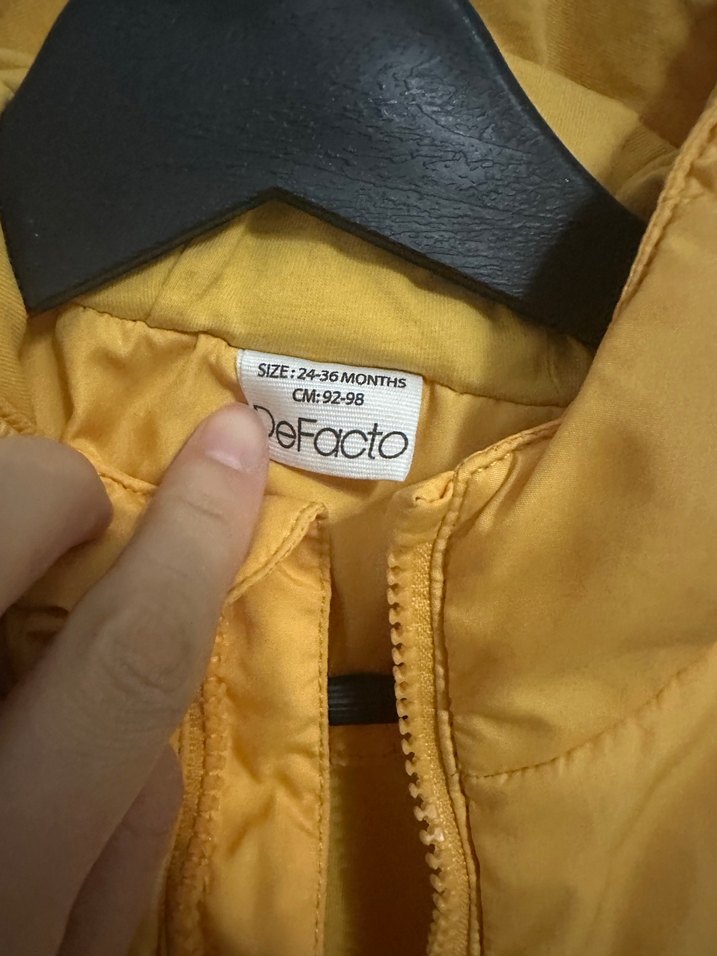 SIZE: 24-36 MONTHS
CM: 92-98
DeFacto